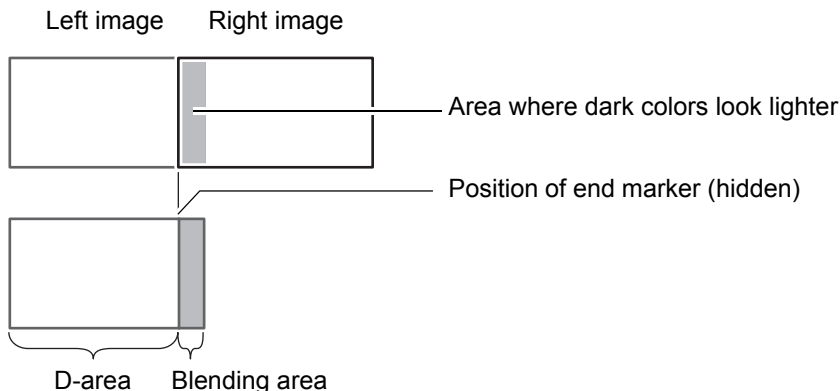 Left image Right image
Area where dark colors look lighter
Position of end marker (hidden)
D-area Blending area